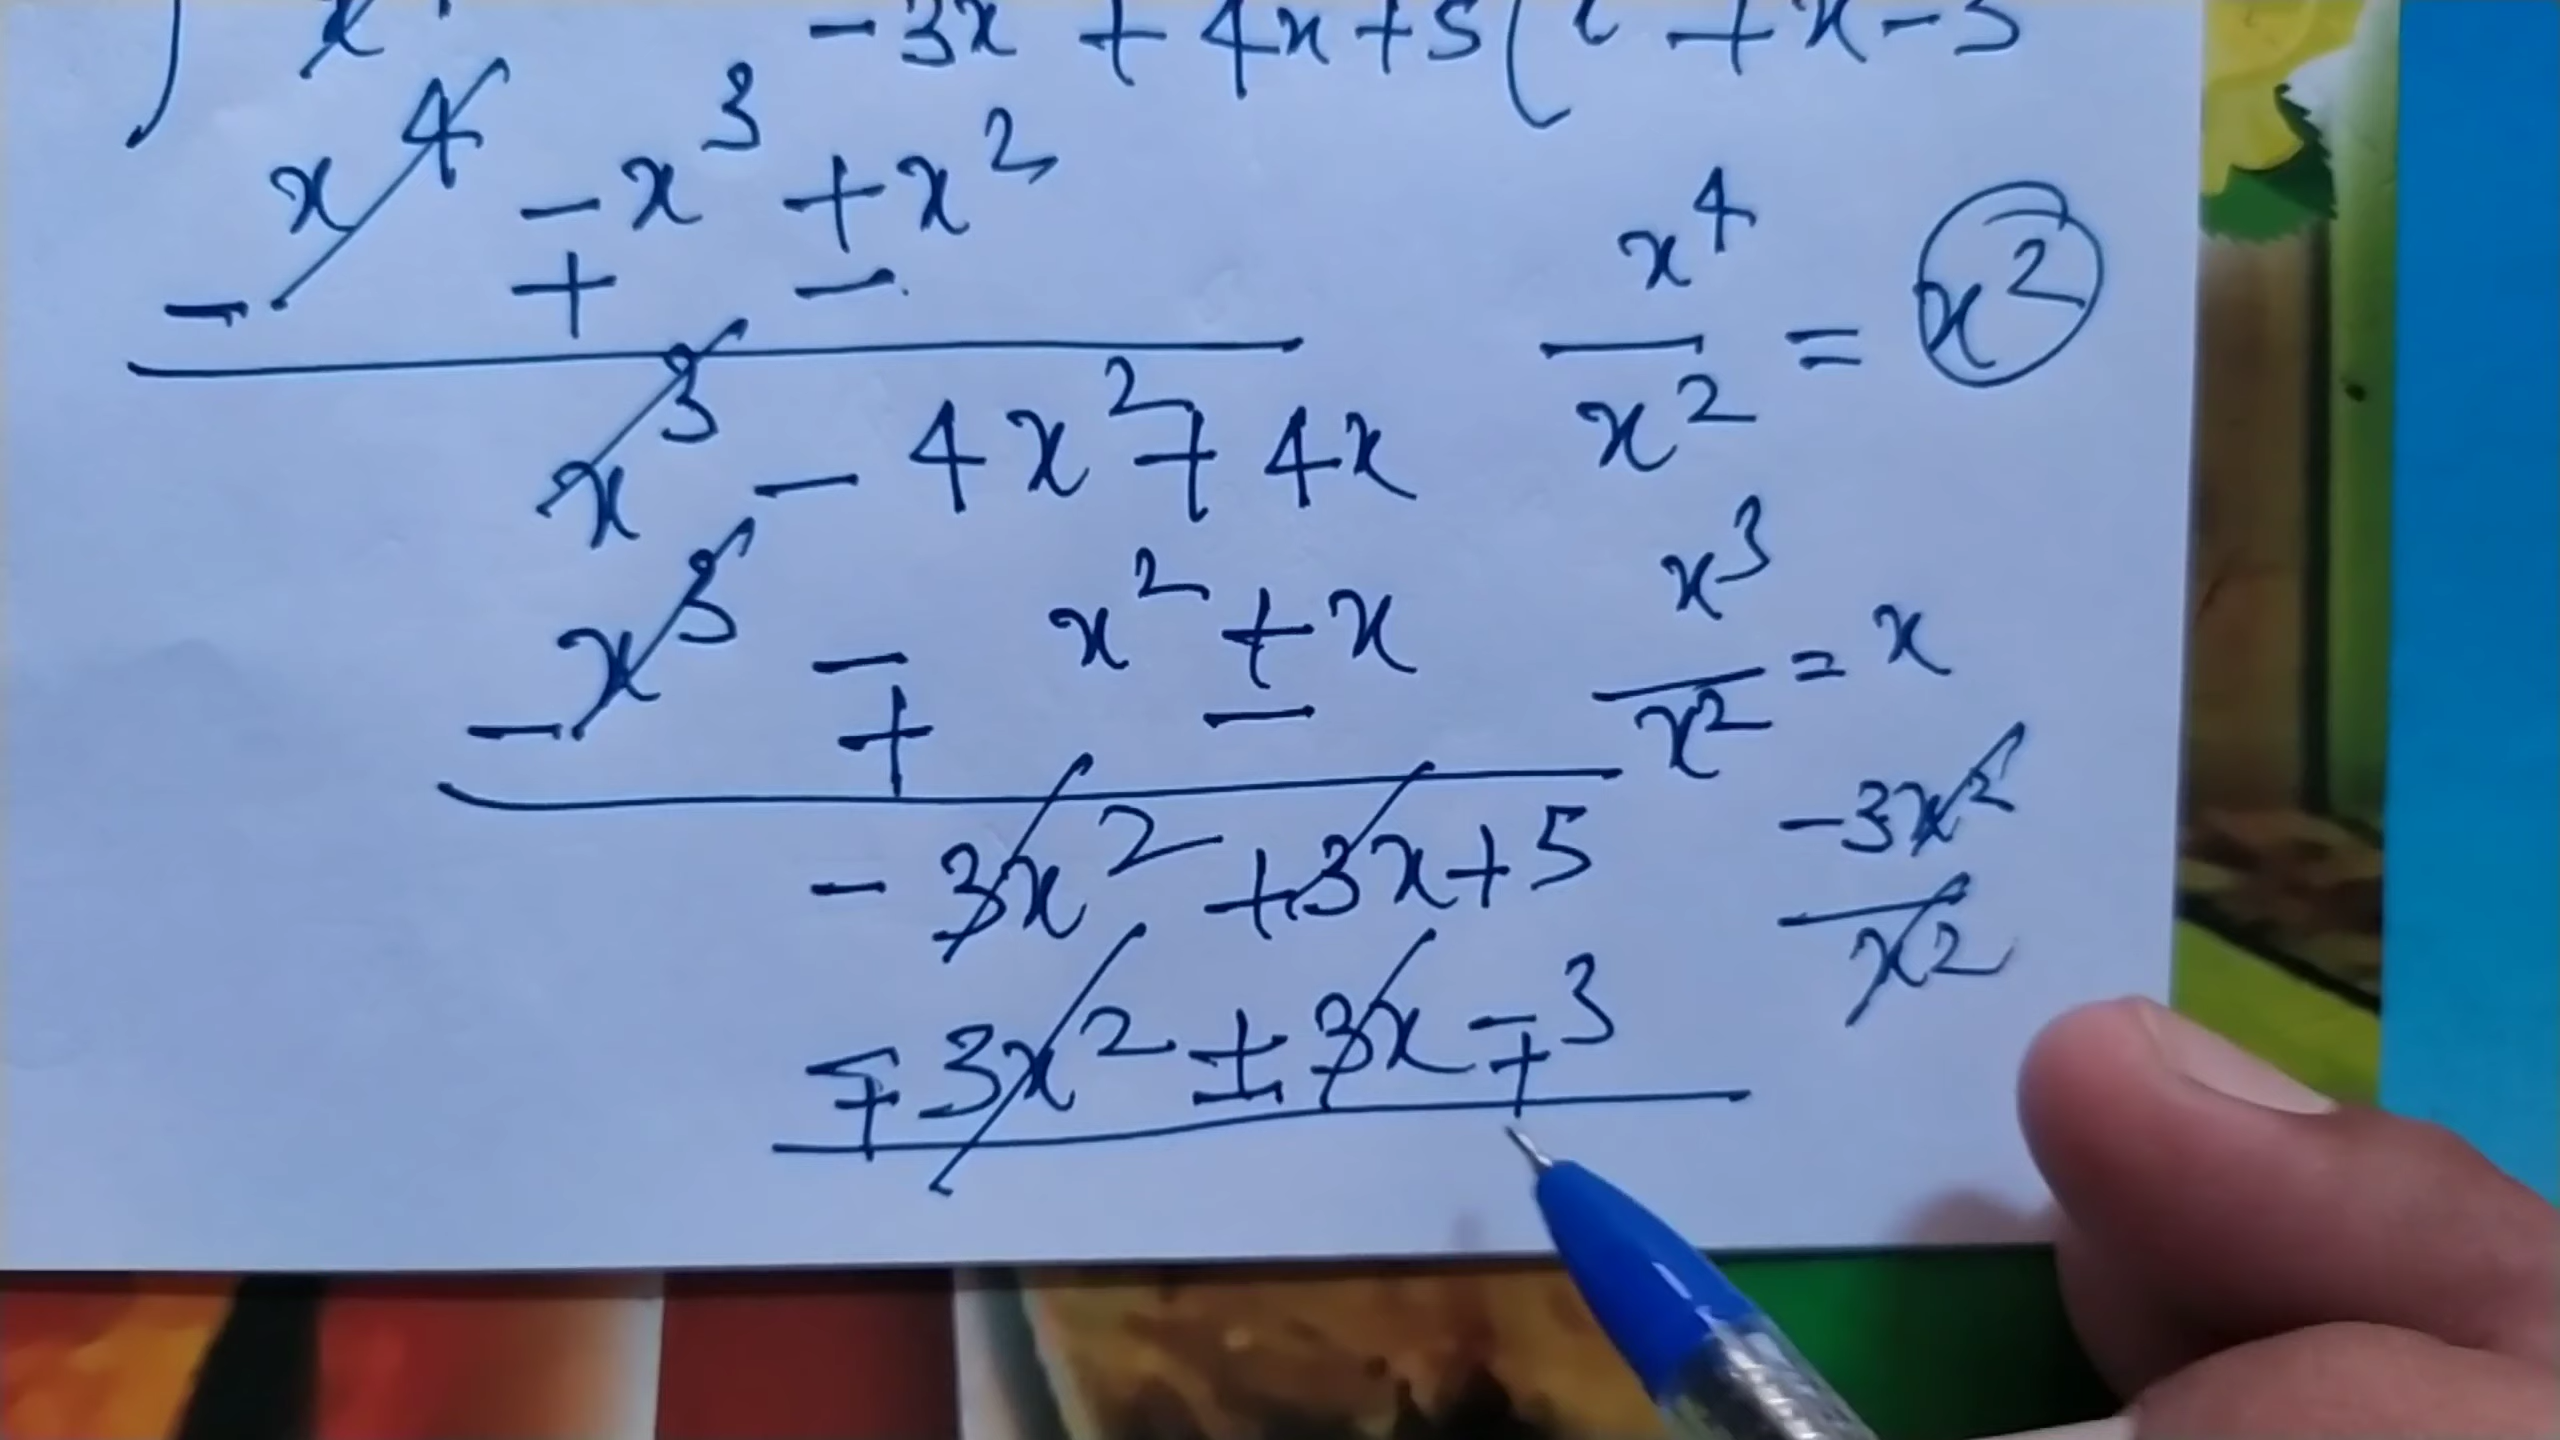 - 3x + 4x + 5 ( + x - 3
x⁴ - x³ + x²
- + -
x⁴/x² = x²
x³ - 4x² + 4x
x³ - x² + x
- + -
x³/x² = x
- 3x² + 3x + 5
-3x²/x²
∓ 3x² ± 3x ∓ 3